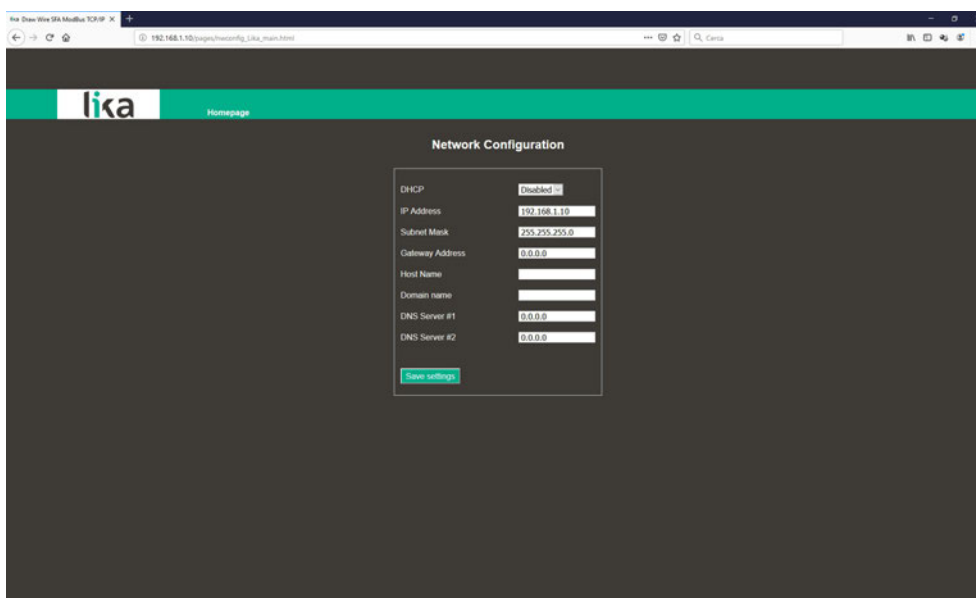 lika Draw Wire SFA ModBus TCP/IP
192.168.1.10/pages/nwconfig_Lika_main.html
Cerca
lika
Homepage
Network Configuration
DHCP Disabled
IP Address 192.168.1.10
Subnet Mask 255.255.255.0
Gateway Address 0.0.0.0
Host Name
Domain name
DNS Server #1 0.0.0.0
DNS Server #2 0.0.0.0
Save settings